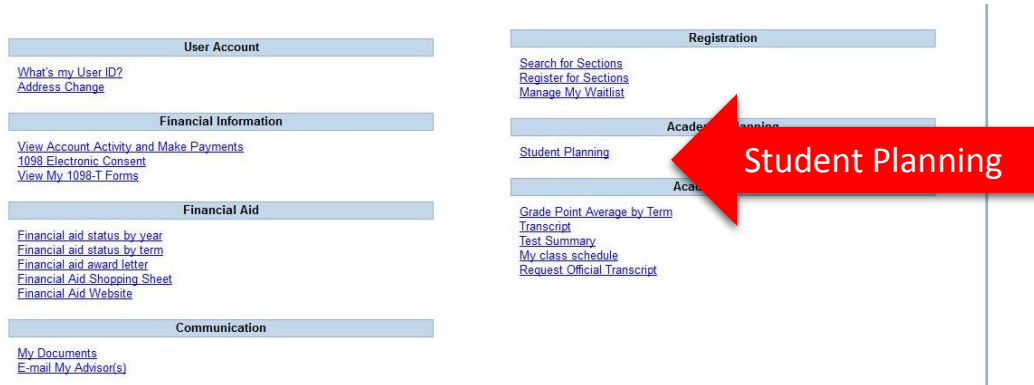 User Account
What's my User ID?
Address Change
Financial Information
View Account Activity and Make Payments
1098 Electronic Consent
View My 1098-T Forms
Financial Aid
Financial aid status by year
Financial aid status by term
Financial aid award letter
Financial Aid Shopping Sheet
Financial Aid Website
Communication
My Documents
E-mail My Advisor(s)
Registration
Search for Sections
Register for Sections
Manage My Waitlist
Planning
Student Planning
Student Planning
Grade Point Average by Term
Transcript
Test Summary
My class schedule
Request Official Transcript